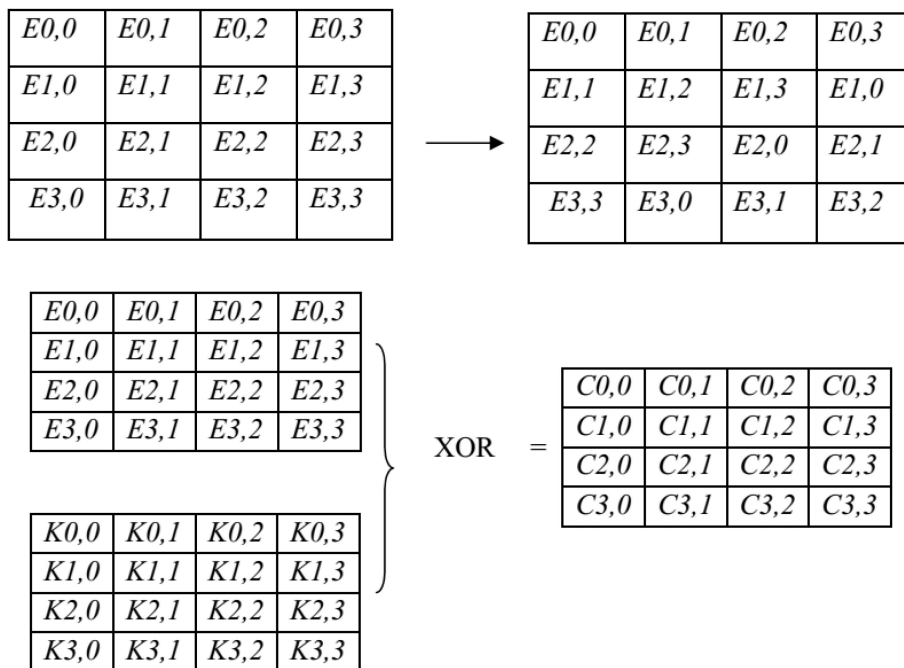 E0,0 E0,1 E0,2 E0,3
E1,0 E1,1 E1,2 E1,3
E2,0 E2,1 E2,2 E2,3
E3,0 E3,1 E3,2 E3,3
E0,0 E0,1 E0,2 E0,3
E1,1 E1,2 E1,3 E1,0
E2,2 E2,3 E2,0 E2,1
E3,3 E3,0 E3,1 E3,2
E0,0 E0,1 E0,2 E0,3
E1,0 E1,1 E1,2 E1,3
E2,0 E2,1 E2,2 E2,3
E3,0 E3,1 E3,2 E3,3
K0,0 K0,1 K0,2 K0,3
K1,0 K1,1 K1,2 K1,3
K2,0 K2,1 K2,2 K2,3
K3,0 K3,1 K3,2 K3,3
XOR =
C0,0 C0,1 C0,2 C0,3
C1,0 C1,1 C1,2 C1,3
C2,0 C2,1 C2,2 C2,3
C3,0 C3,1 C3,2 C3,3